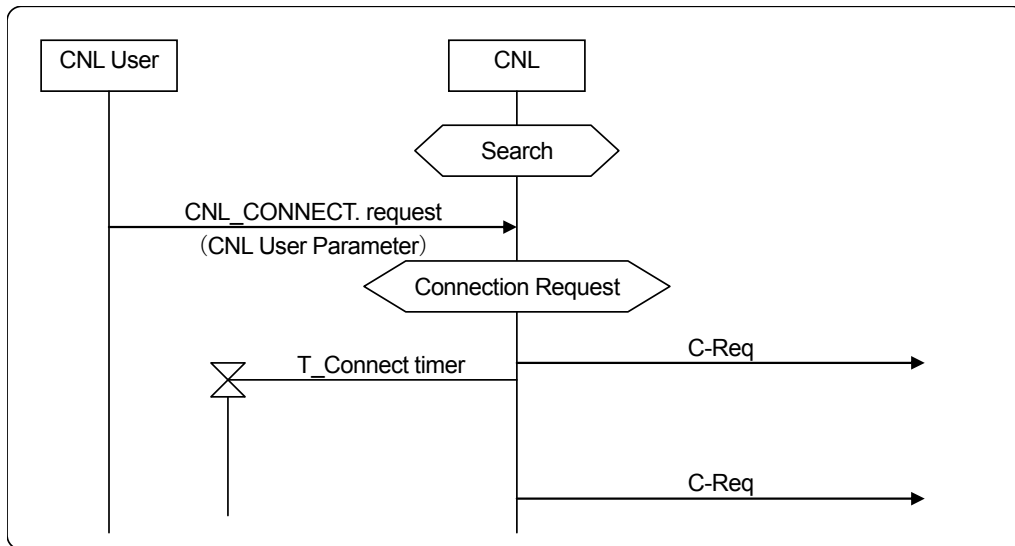 CNL User
CNL
Search
CNL_CONNECT. request
（CNL User Parameter）
Connection Request
C-Req
T_Connect timer
C-Req